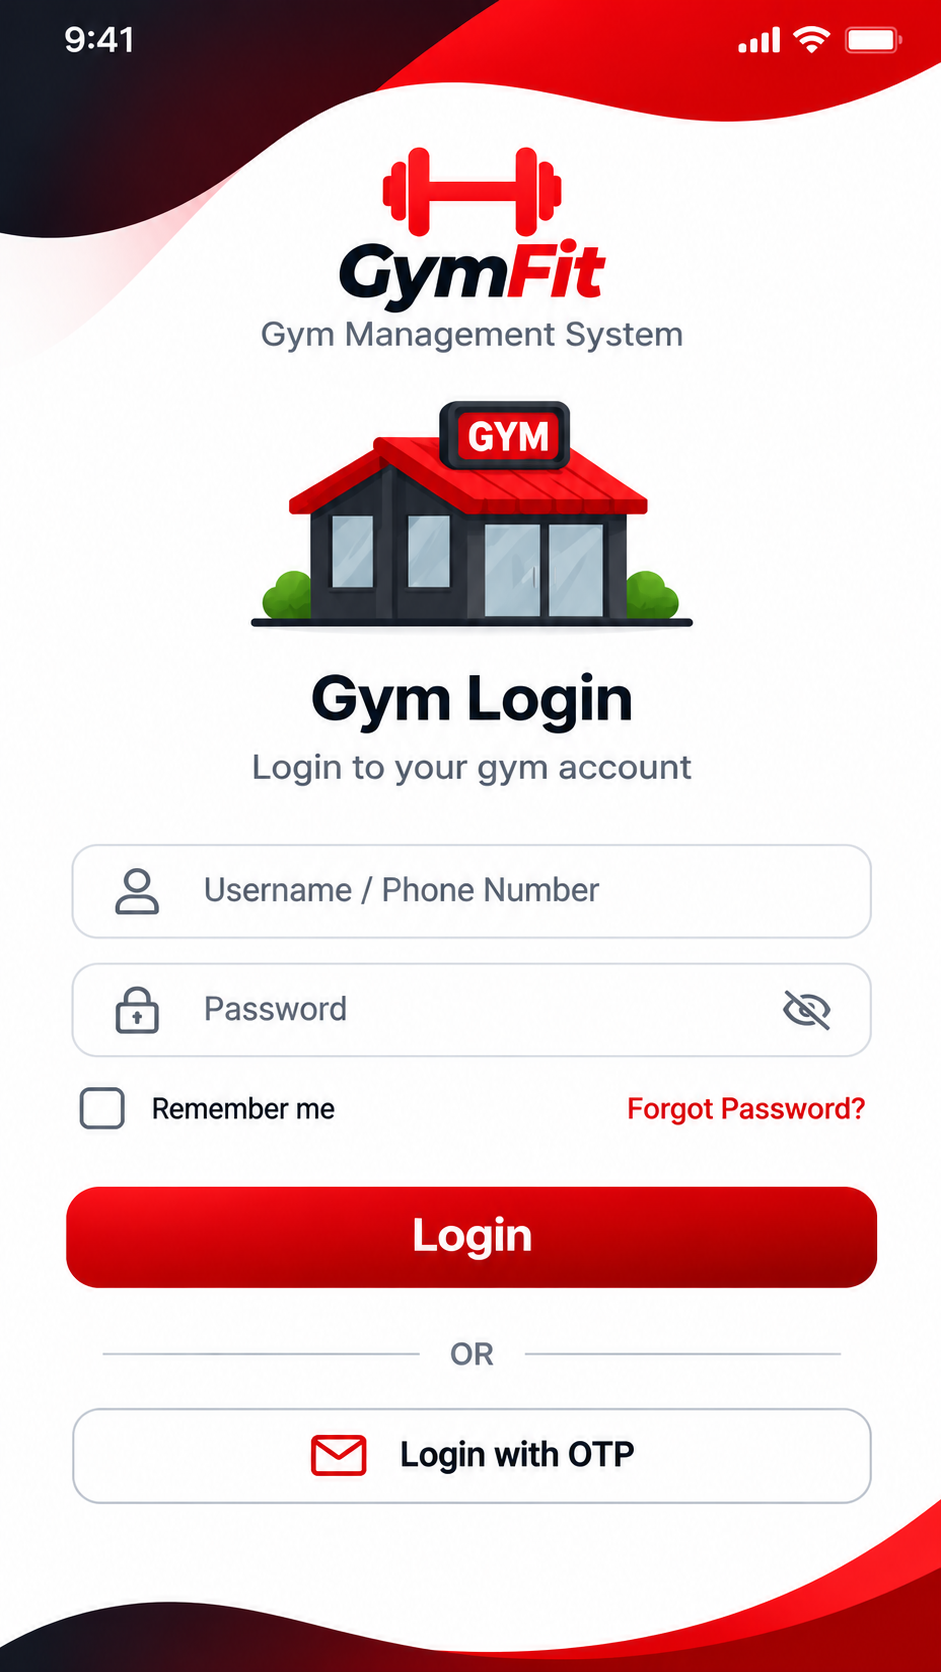 9:41
GymFit
Gym Management System
GYM
Gym Login
Login to your gym account
Username / Phone Number
Password
Remember me
Forgot Password?
Login
OR
Login with OTP